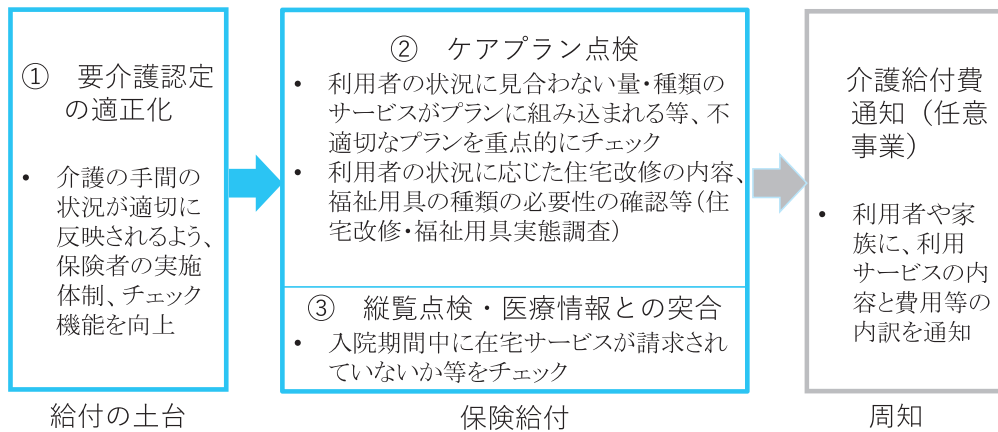 ① 要介護認定
の適正化
• 介護の手間の
状況が適切に
反映されるよう、
保険者の実施
体制、チェック
機能を向上
給付の土台
② ケアプラン点検
• 利用者の状況に見合わない量・種類の
サービスがプランに組み込まれる等、不
適切なプランを重点的にチェック
• 利用者の状況に応じた住宅改修の内容、
福祉用具の種類の必要性の確認等(住
宅改修・福祉用具実態調査)
③ 縦覧点検・医療情報との突合
• 入院期間中に在宅サービスが請求され
ていないか等をチェック
保険給付
介護給付費
通知（任意
事業）
• 利用者や家
族に、利用
サービスの内
容と費用等の
内訳を通知
周知